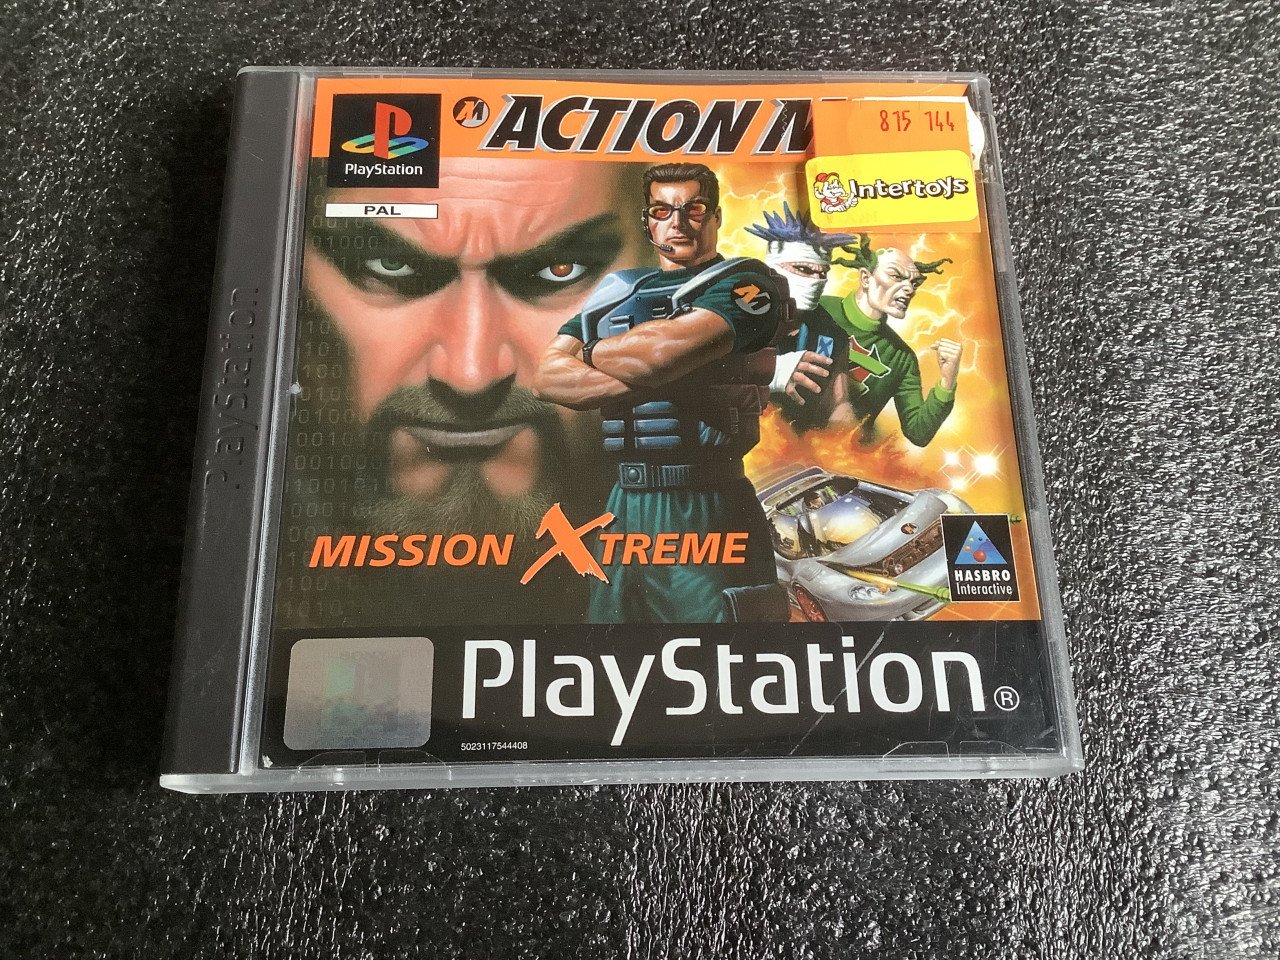 ACTION M
815 144
Intertoys
PlayStation
PAL
PlayStation
MISSION XTREME
HASBRO
Interactive
PlayStation®
5023117544408